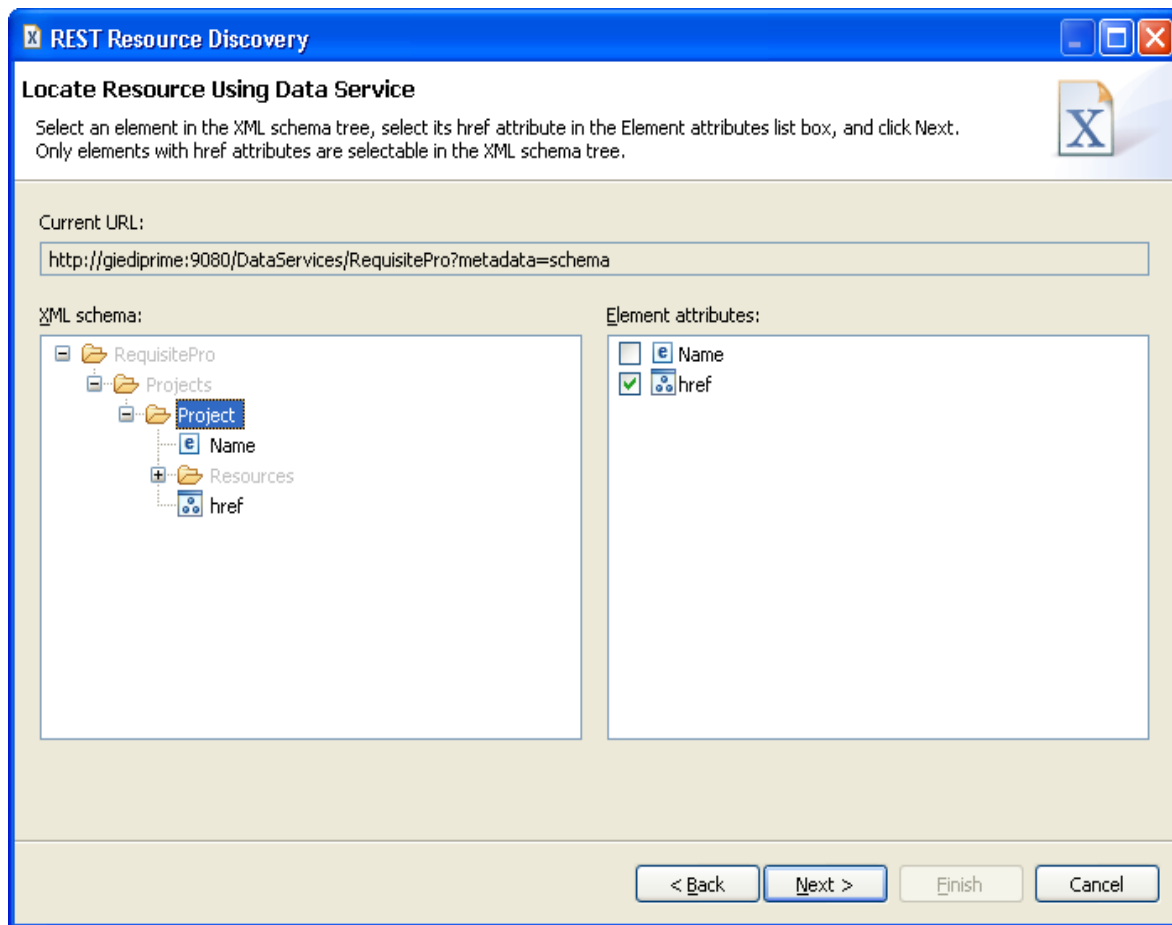 REST Resource Discovery
Locate Resource Using Data Service
Select an element in the XML schema tree, select its href attribute in the Element attributes list box, and click Next.
Only elements with href attributes are selectable in the XML schema tree.
X
Current URL:
http://giediprime:9080/DataServices/RequisitePro?metadata=schema
XML schema:
RequisitePro
Projects
Project
Name
Resources
href
Element attributes:
Name
href
< Back
Next >
Finish
Cancel